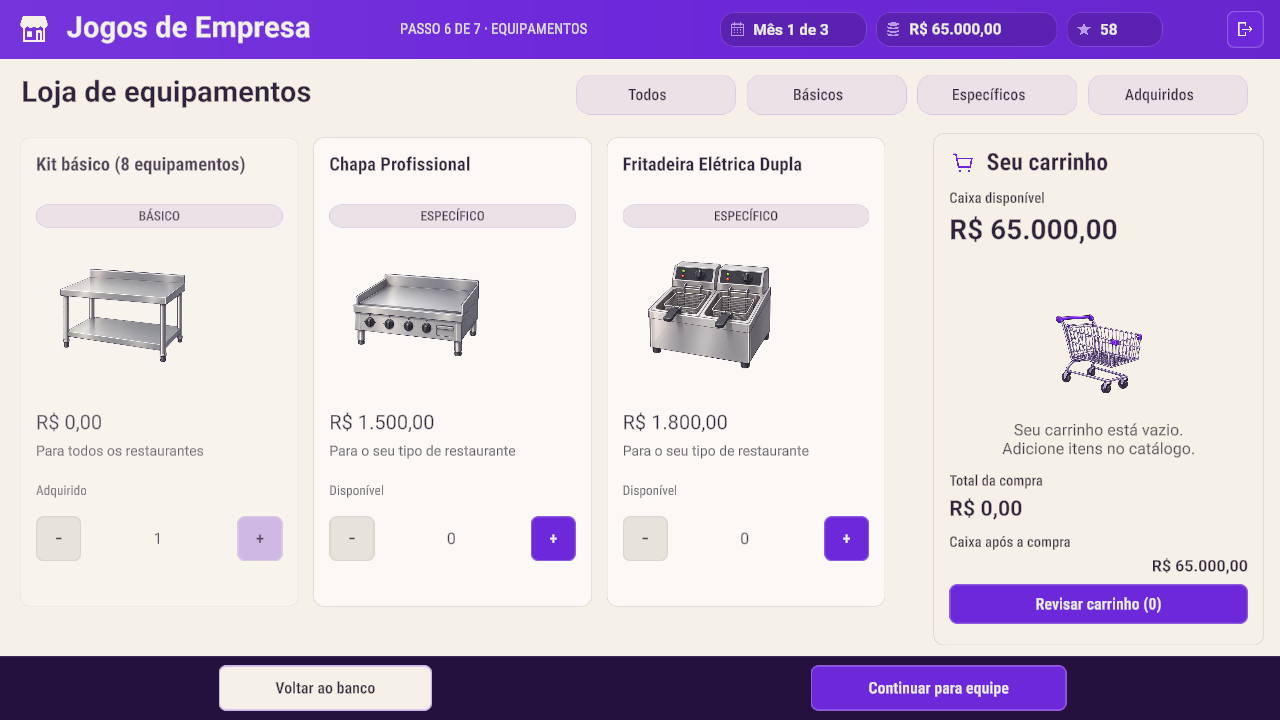 Jogos de Empresa
PASSO 6 DE 7 · EQUIPAMENTOS
Mês 1 de 3
R$ 65.000,00
58
Loja de equipamentos
Todos
Básicos
Específicos
Adquiridos
Kit básico (8 equipamentos)
BÁSICO
R$ 0,00
Para todos os restaurantes
Adquirido
- 1 +
Chapa Profissional
ESPECÍFICO
R$ 1.500,00
Para o seu tipo de restaurante
Disponível
- 0 +
Fritadeira Elétrica Dupla
ESPECÍFICO
R$ 1.800,00
Para o seu tipo de restaurante
Disponível
- 0 +
Seu carrinho
Caixa disponível
R$ 65.000,00
Seu carrinho está vazio.
Adicione itens no catálogo.
Total da compra
R$ 0,00
Caixa após a compra
R$ 65.000,00
Revisar carrinho (0)
Voltar ao banco
Continuar para equipe